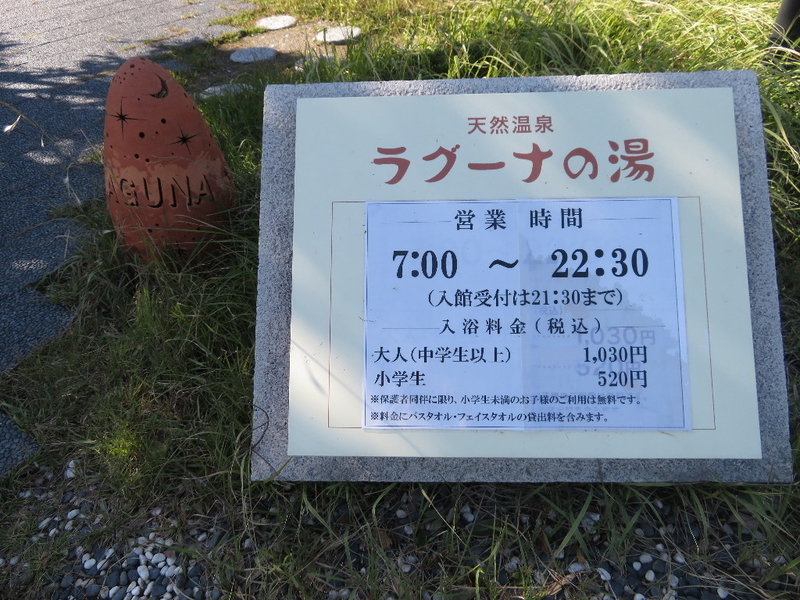 天然温泉
ラグーナの湯
営業時間
7:00 ～ 22:30
(入館受付は21:30まで)
入浴料金(税込)
大人(中学生以上) 1,030円
小学生 520円
※保護者同伴に限り、小学生未満のお子様のご利用は無料です。
※料金にバスタオル・フェイスタオルの貸出料を含みます。
AGUNA